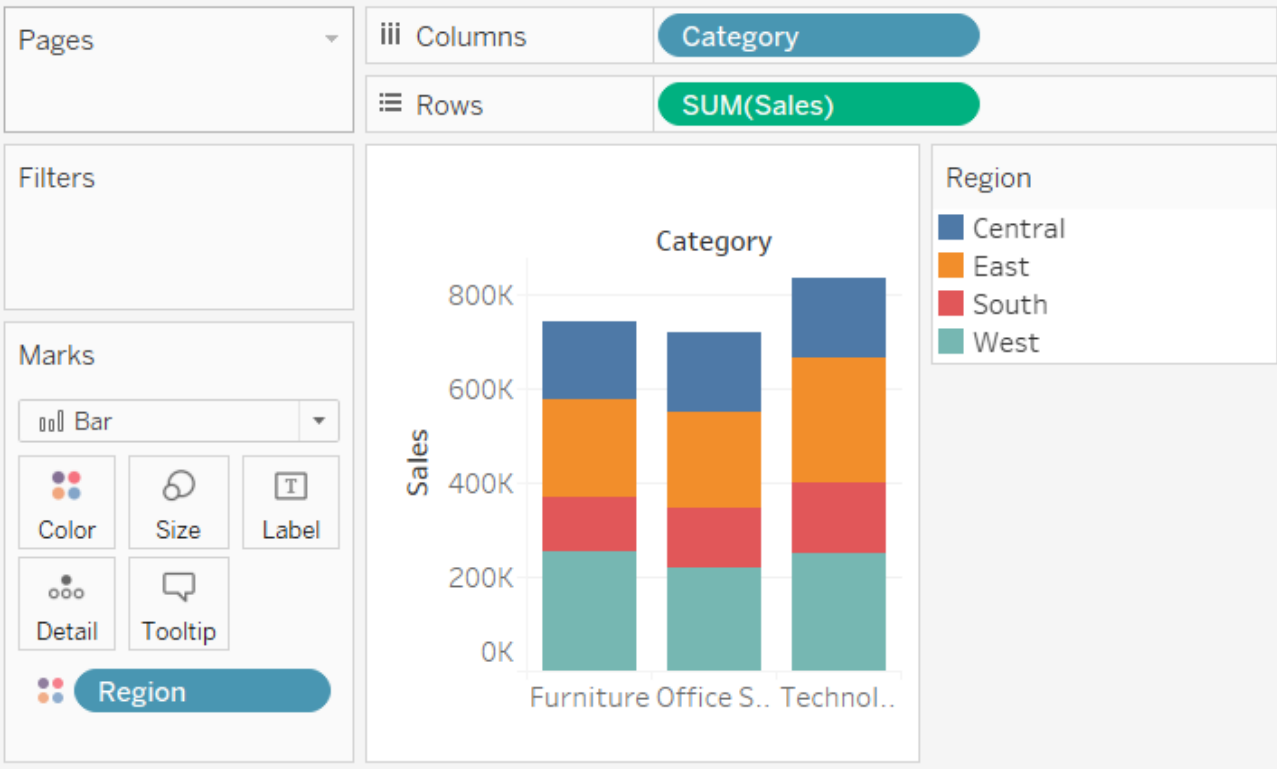 Pages
Columns
Category
Rows
SUM(Sales)
Filters
Marks
Bar
Color
Size
T
Label
Detail
Tooltip
Region
Category
Sales
800K
600K
400K
200K
0K
Furniture Office S.. Technol..
Region
Central
East
South
West